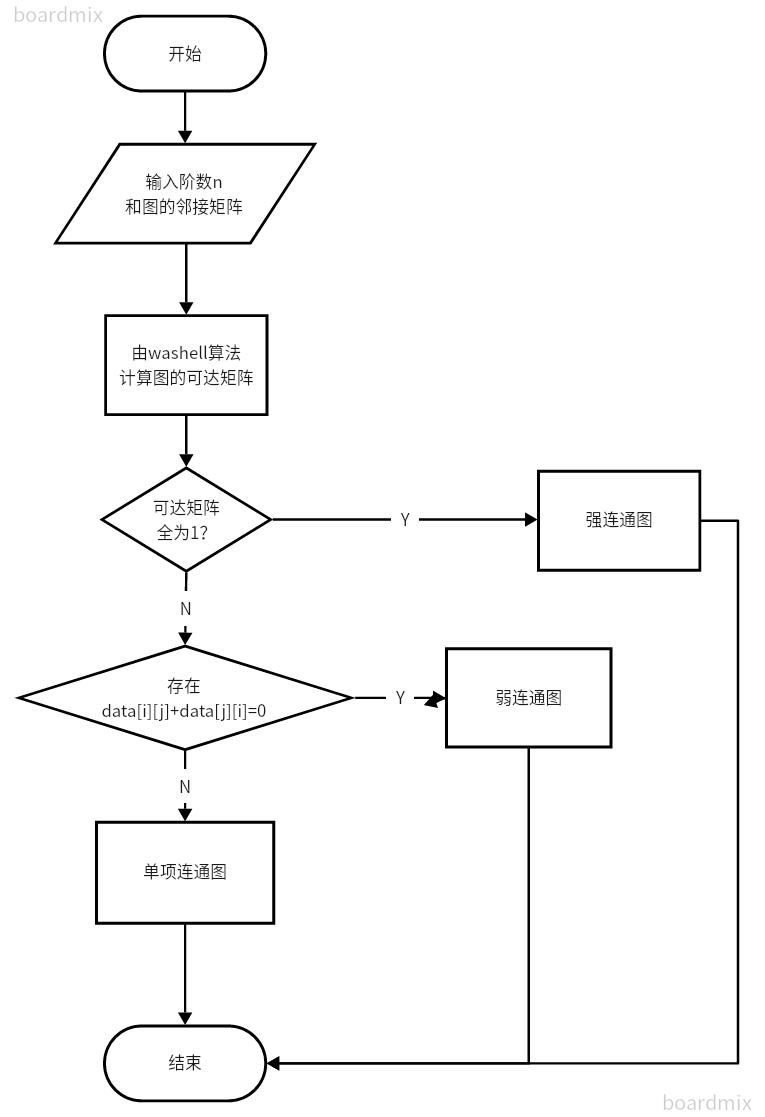 boardmix
开始
输入阶数n
和图的邻接矩阵
由washell算法
计算图的可达矩阵
可达矩阵
全为1?
Y
强连通图
N
存在
data[i][j]+data[j][i]=0
Y
弱连通图
N
单项连通图
结束
boardmix